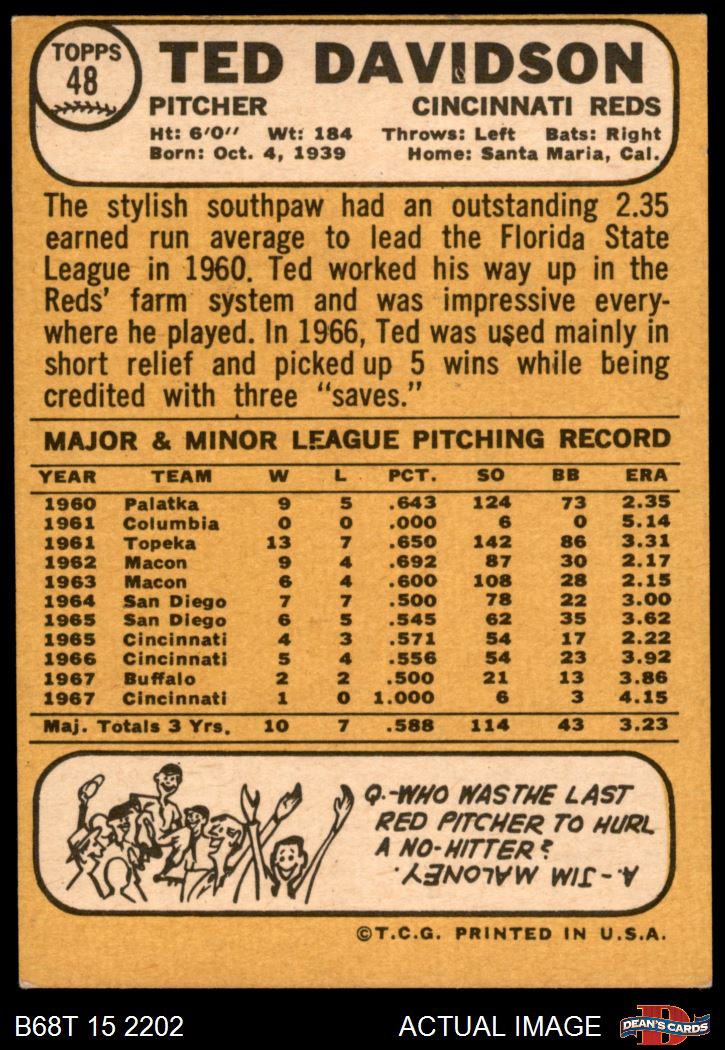 TOPPS
48
TED DAVIDSON
PITCHER CINCINNATI REDS
Ht: 6'0'' Wt: 184 Throws: Left Bats: Right
Born: Oct. 4, 1939 Home: Santa Maria, Cal.
The stylish southpaw had an outstanding 2.35
earned run average to lead the Florida State
League in 1960. Ted worked his way up in the
Reds' farm system and was impressive every-
where he played. In 1966, Ted was used mainly in
short relief and picked up 5 wins while being
credited with three "saves."
MAJOR & MINOR LEAGUE PITCHING RECORD
YEAR TEAM W L PCT. SO BB ERA
1960 Palatka 9 5 .643 124 73 2.35
1961 Columbia 0 0 .000 6 0 5.14
1961 Topeka 13 7 .650 142 86 3.31
1962 Macon 9 4 .692 87 30 2.17
1963 Macon 6 4 .600 108 28 2.15
1964 San Diego 7 7 .500 78 22 3.00
1965 San Diego 6 5 .545 62 35 3.62
1965 Cincinnati 4 3 .571 54 17 2.22
1966 Cincinnati 5 4 .556 54 23 3.92
1967 Buffalo 2 2 .500 21 13 3.86
1967 Cincinnati 1 0 1.000 6 3 4.15
Maj. Totals 3 Yrs. 10 7 .588 114 43 3.23
Q.-WHO WAS THE LAST
RED PITCHER TO HURL
A NO-HITTER?
A.-JIM MALONEY.
©T.C.G. PRINTED IN U.S.A.
B68T 15 2202 ACTUAL IMAGE
D
DEAN'S CARDS